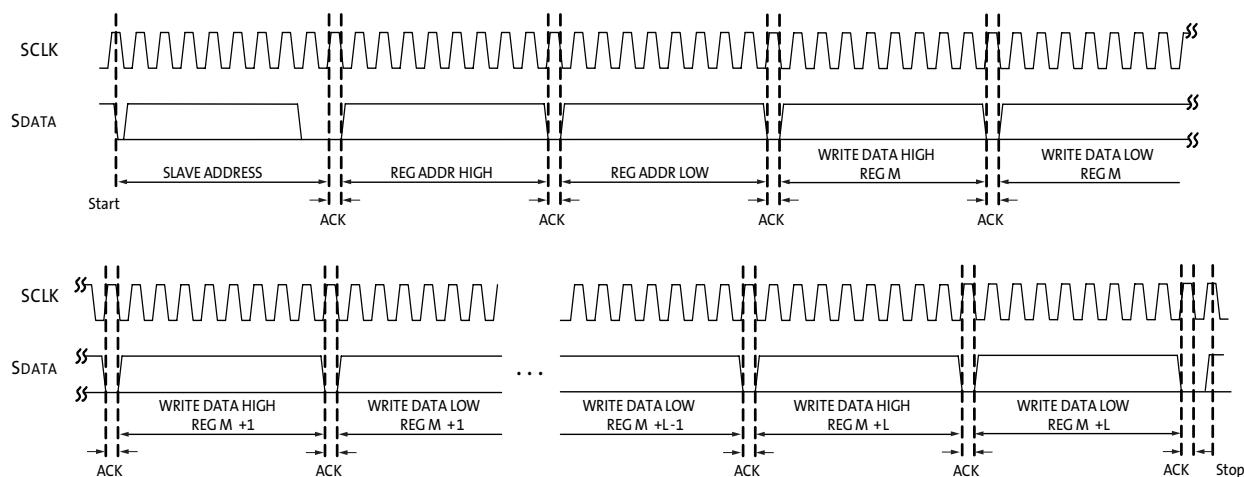 SCLK
SDATA
WRITE DATA HIGH WRITE DATA LOW
SLAVE ADDRESS REG ADDR HIGH REG ADDR LOW REG M REG M
Start
ACK ACK ACK ACK
SCLK
SDATA
. . .
WRITE DATA HIGH WRITE DATA LOW WRITE DATA LOW WRITE DATA HIGH WRITE DATA LOW
REG M +1 REG M +1 REG M +L-1 REG M +L REG M +L
ACK ACK ACK ACK ACK Stop